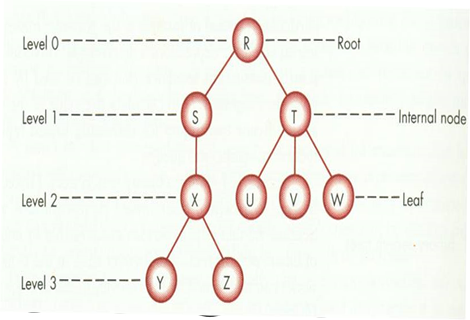 Level 0 R Root
Level 1 S T Internal node
Level 2 X U V W Leaf
Level 3 Y Z